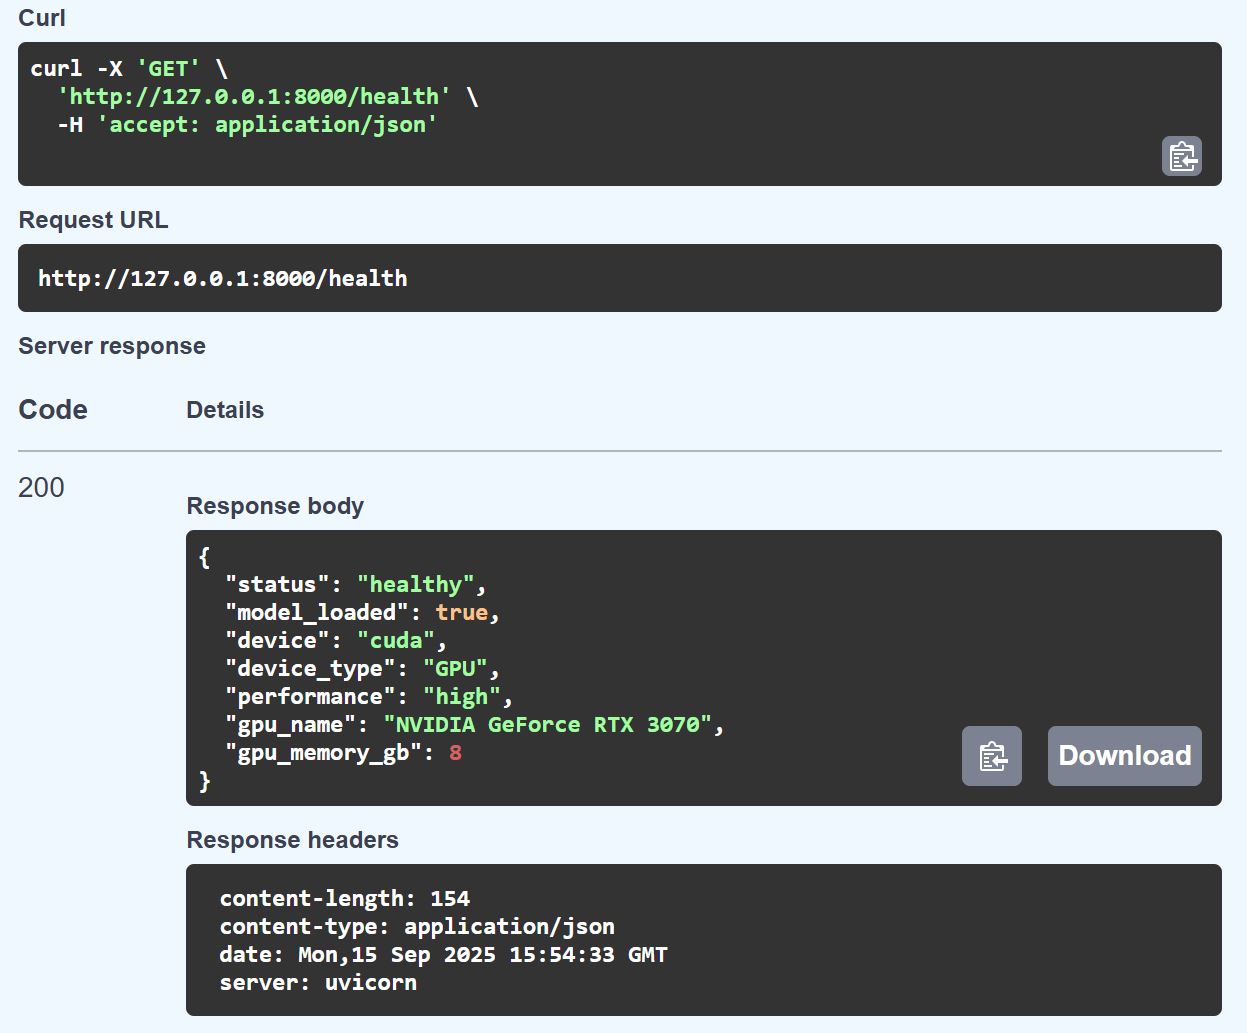 Curl
curl -X 'GET' \
  'http://127.0.0.1:8000/health' \
  -H 'accept: application/json'
Request URL
http://127.0.0.1:8000/health
Server response
Code Details
200
Response body
{
  "status": "healthy",
  "model_loaded": true,
  "device": "cuda",
  "device_type": "GPU",
  "performance": "high",
  "gpu_name": "NVIDIA GeForce RTX 3070",
  "gpu_memory_gb": 8
}
Download
Response headers
content-length: 154
content-type: application/json
date: Mon,15 Sep 2025 15:54:33 GMT
server: uvicorn